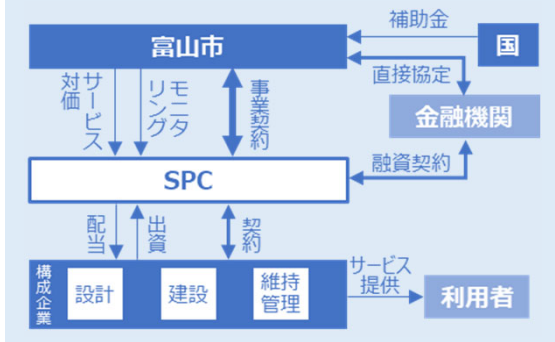 富山市
補助金
国
直接協定
金融機関
サービス
対価
モニタ
リング
事業契約
融資契約
SPC
配当
出資
契約
構成企業
設計
建設
維持
管理
サービス
提供
利用者